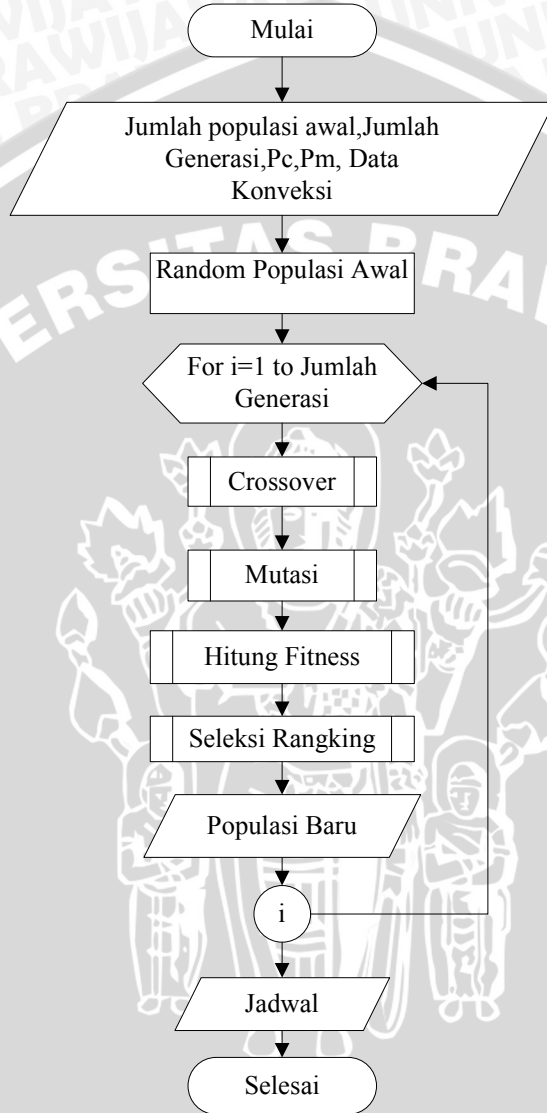 Mulai
Jumlah populasi awal,Jumlah
Generasi,Pc,Pm, Data
Konveksi
Random Populasi Awal
For i=1 to Jumlah
Generasi
Crossover
Mutasi
Hitung Fitness
Seleksi Rangking
Populasi Baru
i
Jadwal
Selesai